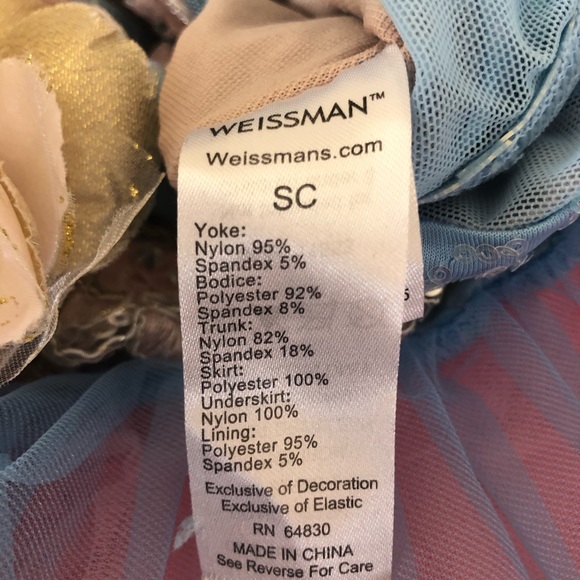 WEISSMAN™
Weissmans.com
SC
Yoke:
Nylon 95%
Spandex 5%
Bodice:
Polyester 92%
Spandex 8%
Trunk:
Nylon 82%
Spandex 18%
Skirt:
Polyester 100%
Underskirt:
Nylon 100%
Lining:
Polyester 95%
Spandex 5%
Exclusive of Decoration
Exclusive of Elastic
RN 64830
MADE IN CHINA
See Reverse For Care